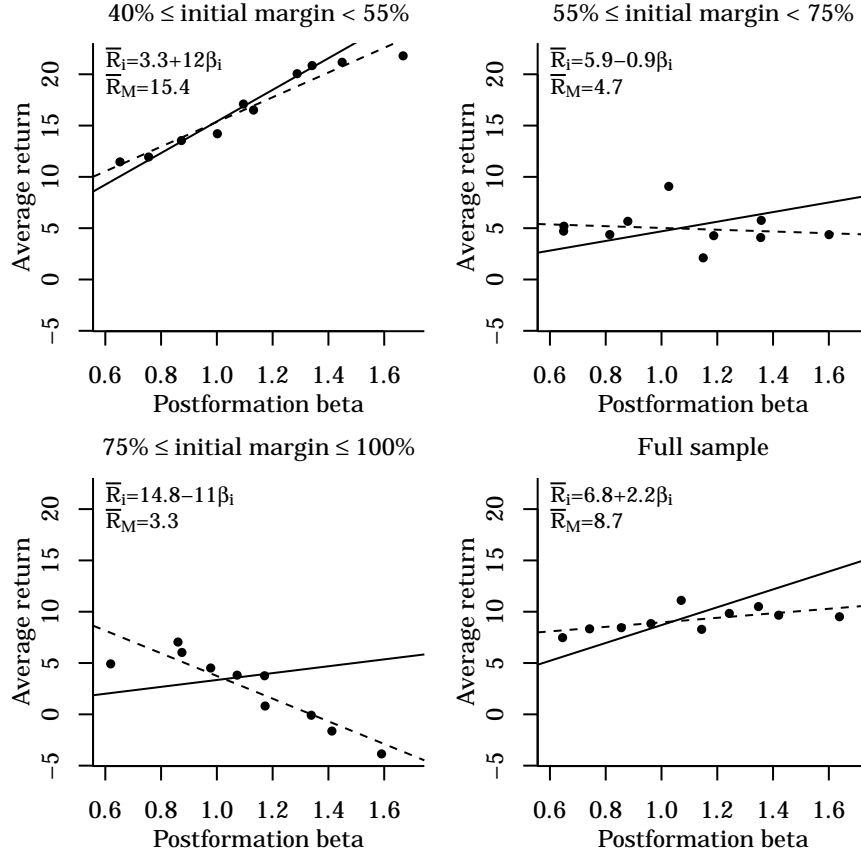 40% ≤ initial margin < 55%
R̅ᵢ=3.3+12βᵢ
R̅_M=15.4
Average return
20
15
10
5
0
−5
0.6 0.8 1.0 1.2 1.4 1.6
Postformation beta
55% ≤ initial margin < 75%
R̅ᵢ=5.9−0.9βᵢ
R̅_M=4.7
Average return
20
15
10
5
0
−5
0.6 0.8 1.0 1.2 1.4 1.6
Postformation beta
75% ≤ initial margin ≤ 100%
R̅ᵢ=14.8−11βᵢ
R̅_M=3.3
Average return
20
15
10
5
0
−5
0.6 0.8 1.0 1.2 1.4 1.6
Postformation beta
Full sample
R̅ᵢ=6.8+2.2βᵢ
R̅_M=8.7
Average return
20
15
10
5
0
−5
0.6 0.8 1.0 1.2 1.4 1.6
Postformation beta